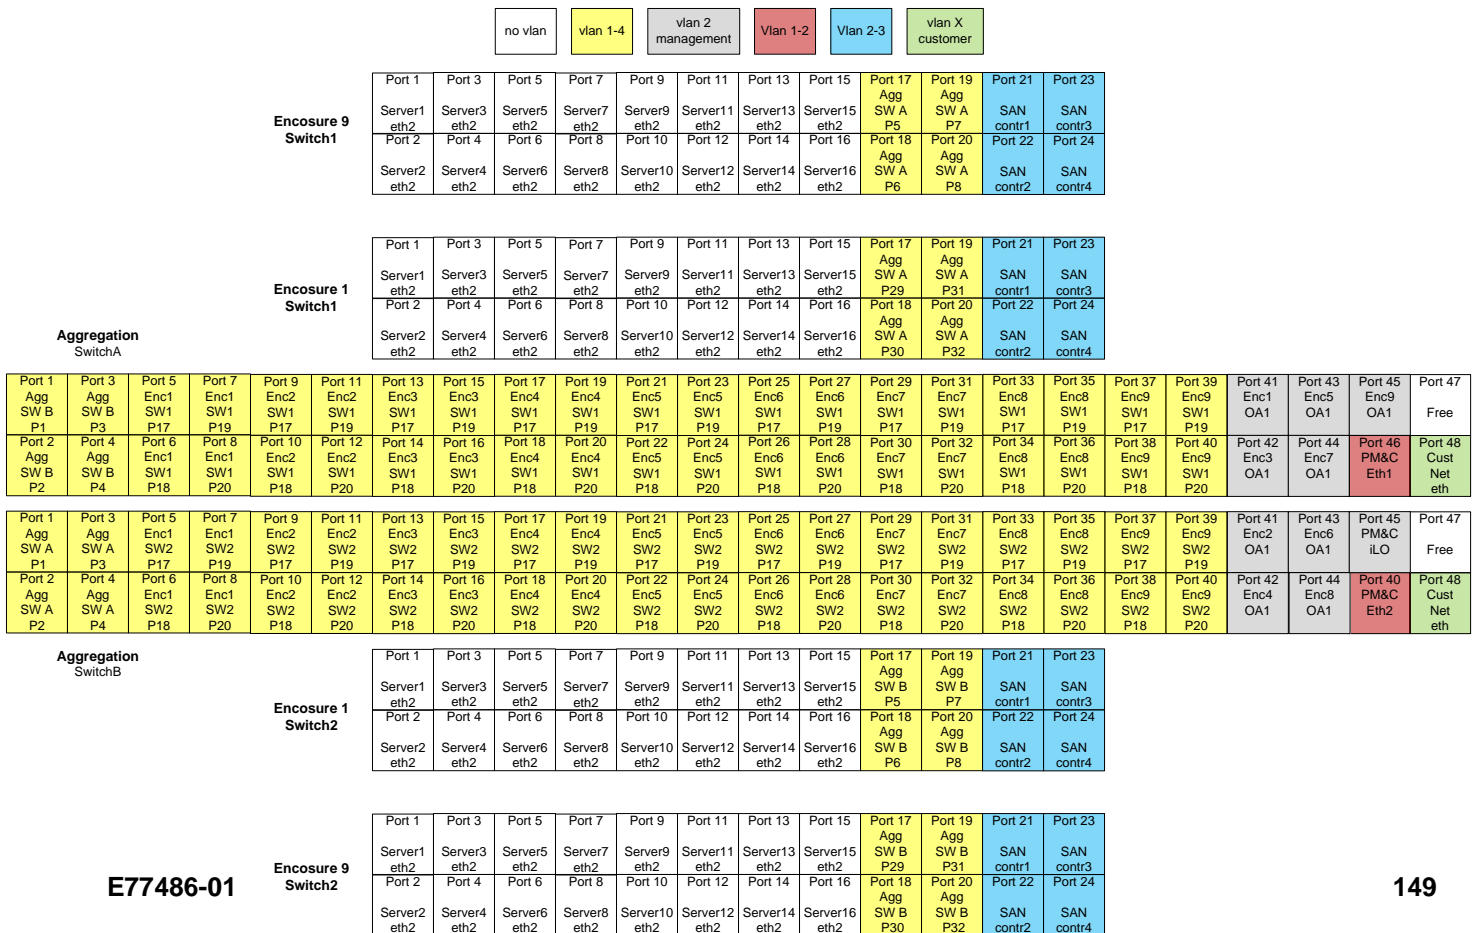 no vlan
vlan 1-4
vlan 2
management
Vlan 1-2
Vlan 2-3
vlan X
customer
Encosure 9
Switch1
Port 1 Port 3 Port 5 Port 7 Port 9 Port 11 Port 13 Port 15 Port 17 Port 19 Port 21 Port 23
Agg Agg
Server1 Server3 Server5 Server7 Server9 Server11 Server13 Server15 SW A SW A SAN SAN
eth2 eth2 eth2 eth2 eth2 eth2 eth2 eth2 P5 P7 contr1 contr3
Port 2 Port 4 Port 6 Port 8 Port 10 Port 12 Port 14 Port 16 Port 18 Port 20 Port 22 Port 24
Agg Agg
Server2 Server4 Server6 Server8 Server10 Server12 Server14 Server16 SW A SW A SAN SAN
eth2 eth2 eth2 eth2 eth2 eth2 eth2 eth2 P6 P8 contr2 contr4
Encosure 1
Switch1
Port 1 Port 3 Port 5 Port 7 Port 9 Port 11 Port 13 Port 15 Port 17 Port 19 Port 21 Port 23
Agg Agg
Server1 Server3 Server5 Server7 Server9 Server11 Server13 Server15 SW A SW A SAN SAN
eth2 eth2 eth2 eth2 eth2 eth2 eth2 eth2 P29 P31 contr1 contr3
Port 2 Port 4 Port 6 Port 8 Port 10 Port 12 Port 14 Port 16 Port 18 Port 20 Port 22 Port 24
Agg Agg
Server2 Server4 Server6 Server8 Server10 Server12 Server14 Server16 SW A SW A SAN SAN
eth2 eth2 eth2 eth2 eth2 eth2 eth2 eth2 P30 P32 contr2 contr4
Aggregation
SwitchA
Port 1 Port 3 Port 5 Port 7 Port 9 Port 11 Port 13 Port 15 Port 17 Port 19 Port 21 Port 23 Port 25 Port 27 Port 29 Port 31 Port 33 Port 35 Port 37 Port 39 Port 41 Port 43 Port 45 Port 47
Agg Agg Enc1 Enc1 Enc2 Enc2 Enc3 Enc3 Enc4 Enc4 Enc5 Enc5 Enc6 Enc6 Enc7 Enc7 Enc8 Enc8 Enc9 Enc9 Enc1 Enc5 Enc9
SW B SW B SW1 SW1 SW1 SW1 SW1 SW1 SW1 SW1 SW1 SW1 SW1 SW1 SW1 SW1 SW1 SW1 SW1 SW1 OA1 OA1 OA1 Free
P1 P3 P17 P19 P17 P19 P17 P19 P17 P19 P17 P19 P17 P19 P17 P19 P17 P19 P17 P19
Port 2 Port 4 Port 6 Port 8 Port 10 Port 12 Port 14 Port 16 Port 18 Port 20 Port 22 Port 24 Port 26 Port 28 Port 30 Port 32 Port 34 Port 36 Port 38 Port 40 Port 42 Port 44 Port 46 Port 48
Agg Agg Enc1 Enc1 Enc2 Enc2 Enc3 Enc3 Enc4 Enc4 Enc5 Enc5 Enc6 Enc6 Enc7 Enc7 Enc8 Enc8 Enc9 Enc9 Enc3 Enc7 PM&C Cust
SW B SW B SW1 SW1 SW1 SW1 SW1 SW1 SW1 SW1 SW1 SW1 SW1 SW1 SW1 SW1 SW1 SW1 SW1 SW1 OA1 OA1 Eth1 Net
P2 P4 P18 P20 P18 P20 P18 P20 P18 P20 P18 P20 P18 P20 P18 P20 P18 P20 P18 P20 eth
Port 1 Port 3 Port 5 Port 7 Port 9 Port 11 Port 13 Port 15 Port 17 Port 19 Port 21 Port 23 Port 25 Port 27 Port 29 Port 31 Port 33 Port 35 Port 37 Port 39 Port 41 Port 43 Port 45 Port 47
Agg Agg Enc1 Enc1 Enc2 Enc2 Enc3 Enc3 Enc4 Enc4 Enc5 Enc5 Enc6 Enc6 Enc7 Enc7 Enc8 Enc8 Enc9 Enc9 Enc2 Enc6 PM&C
SW A SW A SW2 SW2 SW2 SW2 SW2 SW2 SW2 SW2 SW2 SW2 SW2 SW2 SW2 SW2 SW2 SW2 SW2 SW2 OA1 OA1 iLO Free
P1 P3 P17 P19 P17 P19 P17 P19 P17 P19 P17 P19 P17 P19 P17 P19 P17 P19 P17 P19
Port 2 Port 4 Port 6 Port 8 Port 10 Port 12 Port 14 Port 16 Port 18 Port 20 Port 22 Port 24 Port 26 Port 28 Port 30 Port 32 Port 34 Port 36 Port 38 Port 40 Port 42 Port 44 Port 40 Port 48
Agg Agg Enc1 Enc1 Enc2 Enc2 Enc3 Enc3 Enc4 Enc4 Enc5 Enc5 Enc6 Enc6 Enc7 Enc7 Enc8 Enc8 Enc9 Enc9 Enc4 Enc8 PM&C Cust
SW A SW A SW2 SW2 SW2 SW2 SW2 SW2 SW2 SW2 SW2 SW2 SW2 SW2 SW2 SW2 SW2 SW2 SW2 SW2 OA1 OA1 Eth2 Net
P2 P4 P18 P20 P18 P20 P18 P20 P18 P20 P18 P20 P18 P20 P18 P20 P18 P20 P18 P20 eth
Aggregation
SwitchB
Encosure 1
Switch2
Port 1 Port 3 Port 5 Port 7 Port 9 Port 11 Port 13 Port 15 Port 17 Port 19 Port 21 Port 23
Agg Agg
Server1 Server3 Server5 Server7 Server9 Server11 Server13 Server15 SW B SW B SAN SAN
eth2 eth2 eth2 eth2 eth2 eth2 eth2 eth2 P5 P7 contr1 contr3
Port 2 Port 4 Port 6 Port 8 Port 10 Port 12 Port 14 Port 16 Port 18 Port 20 Port 22 Port 24
Agg Agg
Server2 Server4 Server6 Server8 Server10 Server12 Server14 Server16 SW B SW B SAN SAN
eth2 eth2 eth2 eth2 eth2 eth2 eth2 eth2 P6 P8 contr2 contr4
Encosure 9
Switch2
Port 1 Port 3 Port 5 Port 7 Port 9 Port 11 Port 13 Port 15 Port 17 Port 19 Port 21 Port 23
Agg Agg
Server1 Server3 Server5 Server7 Server9 Server11 Server13 Server15 SW B SW B SAN SAN
eth2 eth2 eth2 eth2 eth2 eth2 eth2 eth2 P29 P31 contr1 contr3
Port 2 Port 4 Port 6 Port 8 Port 10 Port 12 Port 14 Port 16 Port 18 Port 20 Port 22 Port 24
Agg Agg
Server2 Server4 Server6 Server8 Server10 Server12 Server14 Server16 SW B SW B SAN SAN
eth2 eth2 eth2 eth2 eth2 eth2 eth2 eth2 P30 P32 contr2 contr4
E77486-01
149